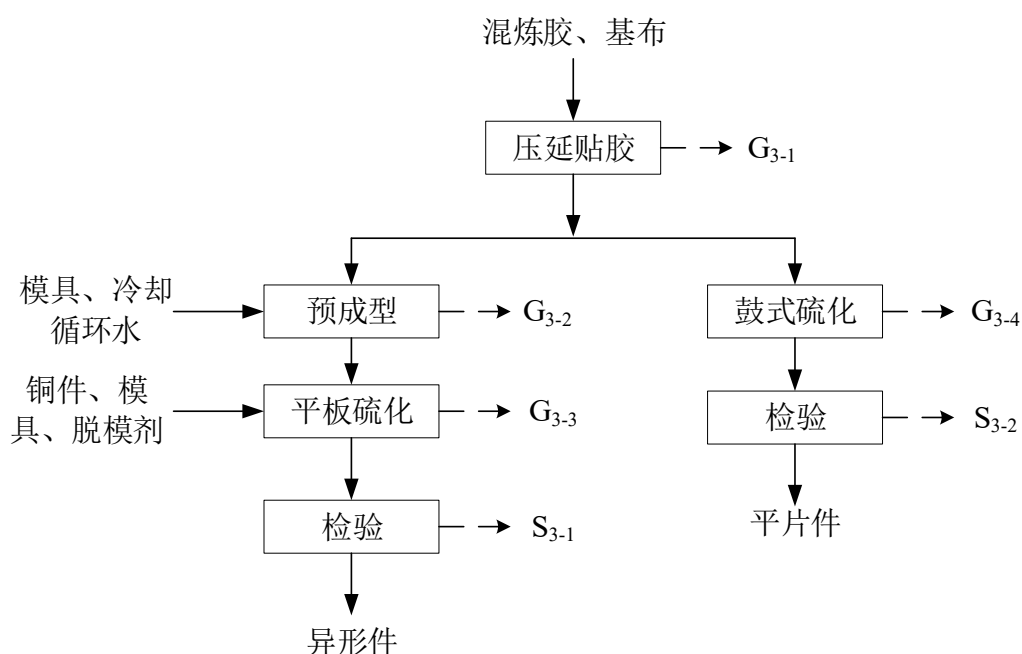 混炼胶、基布
压延贴胶
G3-1
模具、冷却
循环水
预成型
G3-2
鼓式硫化
G3-4
铜件、模
具、脱模剂
平板硫化
G3-3
检验
S3-2
检验
S3-1
平片件
异形件